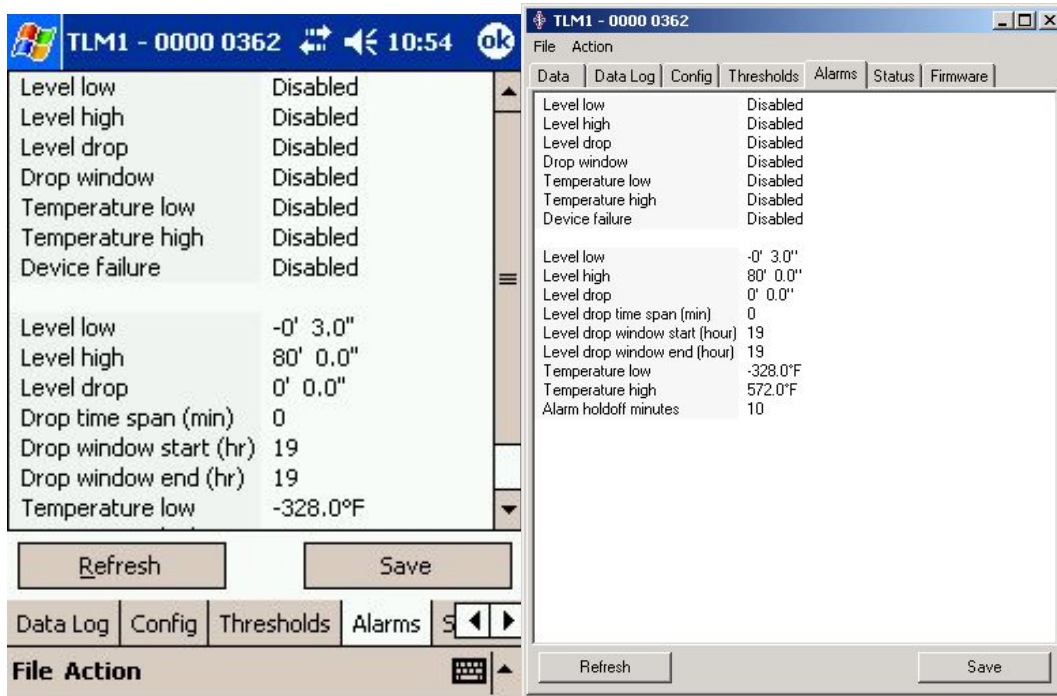 TLM1 - 0000 0362 10:54 ok
Level low Disabled
Level high Disabled
Level drop Disabled
Drop window Disabled
Temperature low Disabled
Temperature high Disabled
Device failure Disabled
Level low -0' 3.0"
Level high 80' 0.0"
Level drop 0' 0.0"
Drop time span (min) 0
Drop window start (hr) 19
Drop window end (hr) 19
Temperature low -328.0°F
Refresh Save
Data Log Config Thresholds Alarms S
File Action
TLM1 - 0000 0362
File Action
Data Data Log Config Thresholds Alarms Status Firmware
Level low Disabled
Level high Disabled
Level drop Disabled
Drop window Disabled
Temperature low Disabled
Temperature high Disabled
Device failure Disabled
Level low -0' 3.0"
Level high 80' 0.0"
Level drop 0' 0.0"
Level drop time span (min) 0
Level drop window start (hour) 19
Level drop window end (hour) 19
Temperature low -328.0°F
Temperature high 572.0°F
Alarm holdoff minutes 10
Refresh Save